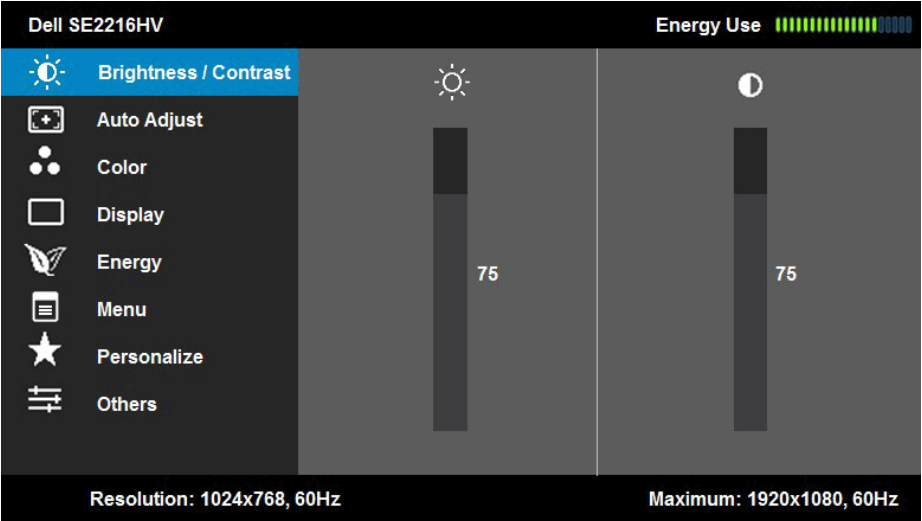 Dell SE2216HV
Energy Use
Brightness / Contrast
Auto Adjust
Color
Display
Energy
Menu
Personalize
Others
75
75
Resolution: 1024x768, 60Hz
Maximum: 1920x1080, 60Hz